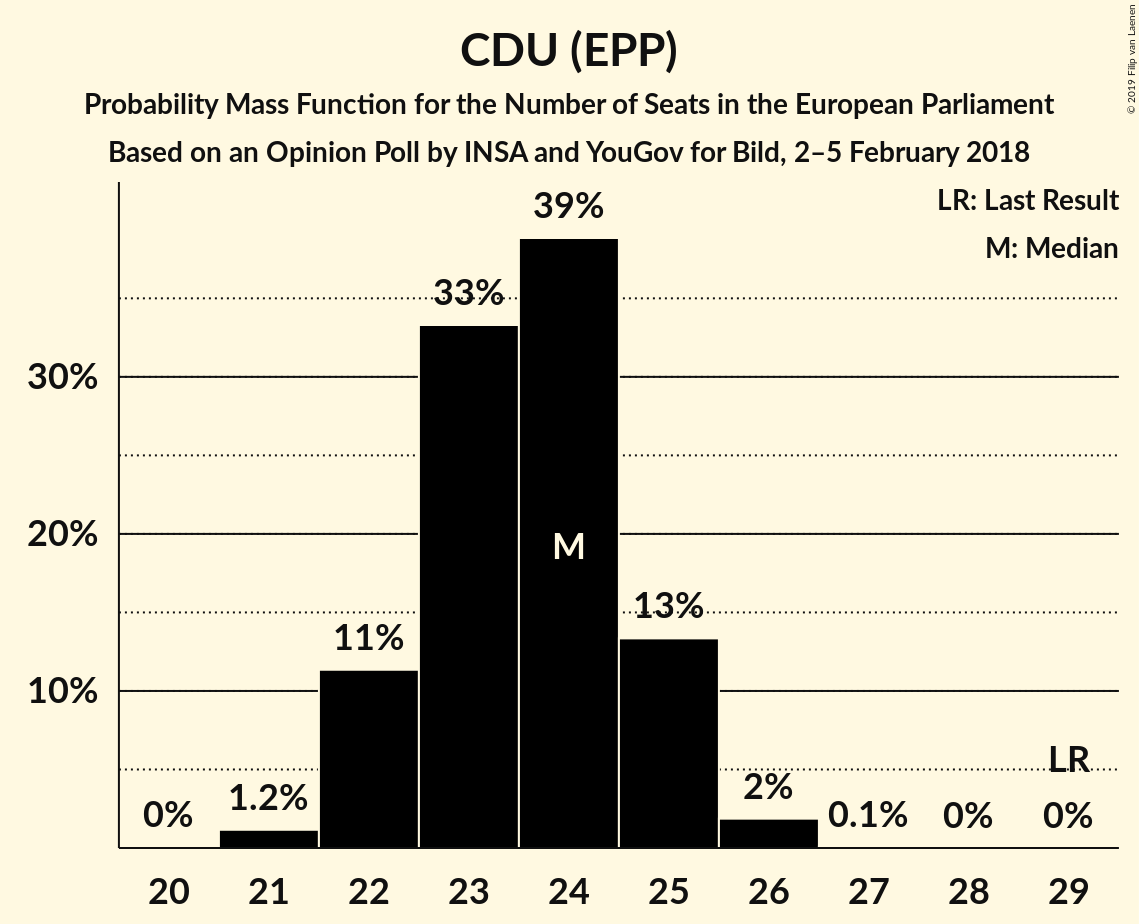 CDU (EPP)
Probability Mass Function for the Number of Seats in the European Parliament
Based on an Opinion Poll by INSA and YouGov for Bild, 2–5 February 2018
© 2019 Filip van Laenen
LR: Last Result
M: Median
39%
33%
30%
20%
M
13%
11%
10%
LR
2%
1.2%
0%
0.1%
0%
0%
20 21 22 23 24 25 26 27 28 29